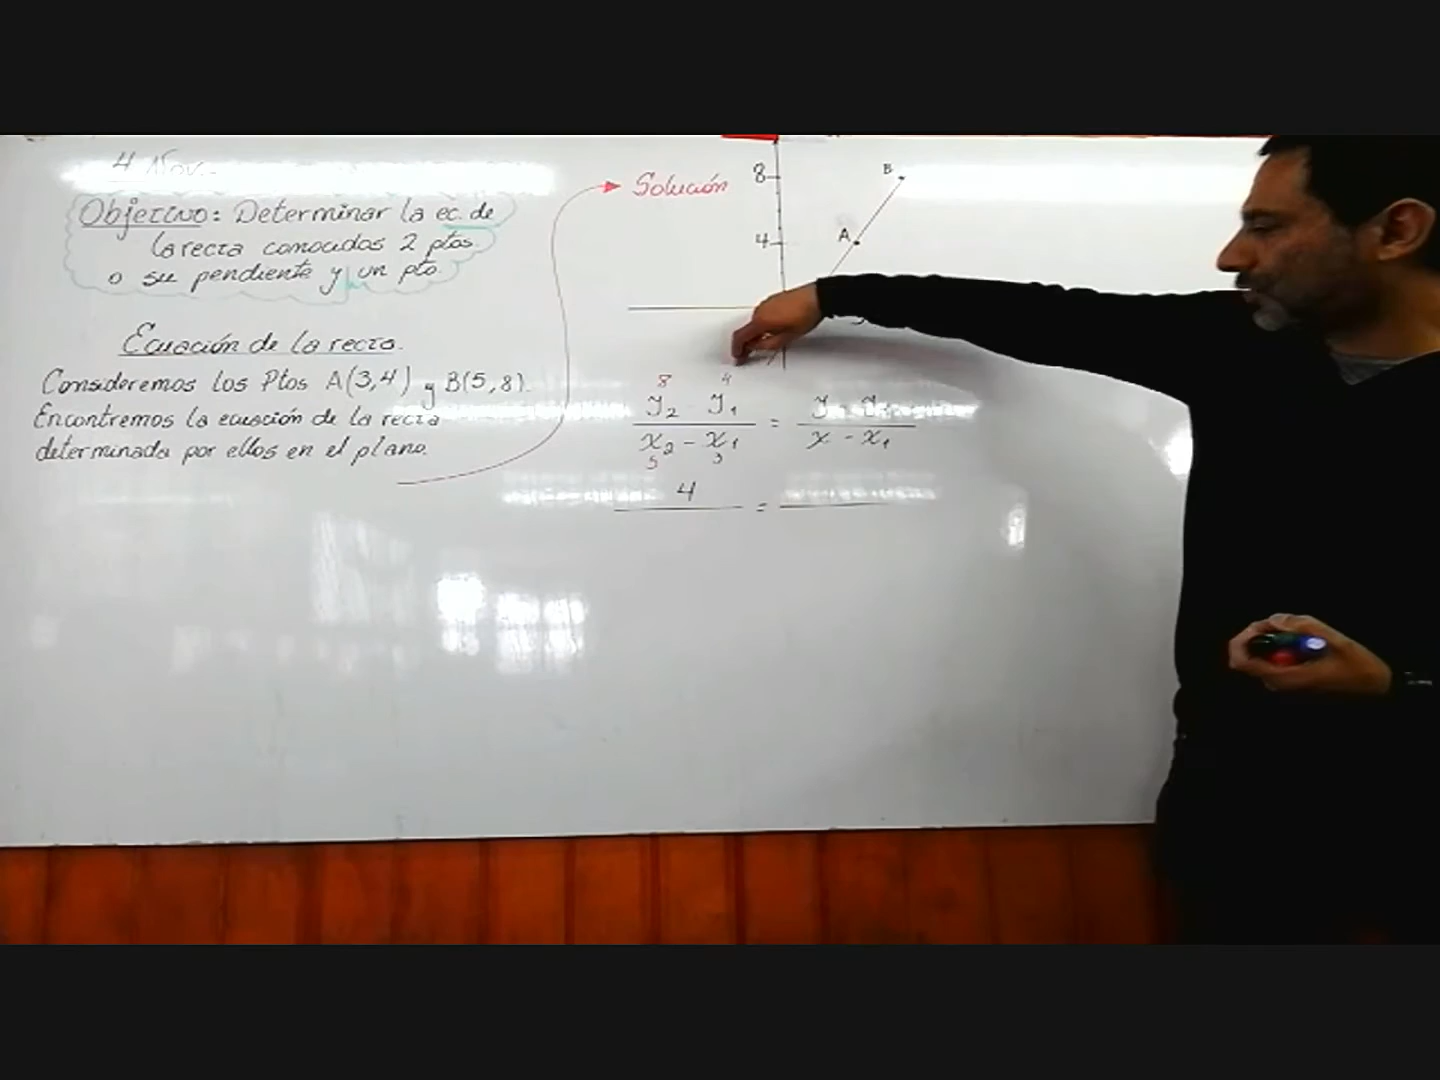 4 Nov.-
Objetivo: Determinar la ec. de
la recta conocidos 2 ptos.
o su pendiente y un pto.
Ecuación de la recta.
Consideremos los Ptos A(3,4) y B(5,8).
Encontremos la ecuación de la recta
determinada por ellos en el plano.
Solución
8
B
4
A
8 4
y₂ - y₁ = y - y₁
x₂ - x₁ x - x₁
5 3
4 =